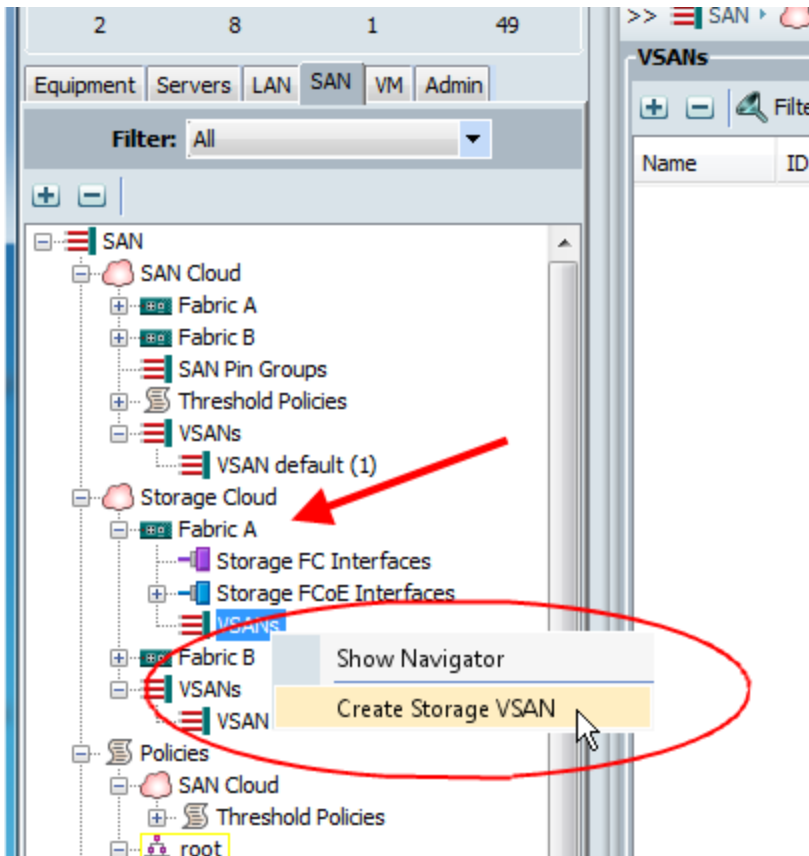 2 8 1 49
>> SAN
Equipment Servers LAN SAN VM Admin
VSANs
Filter: All
Name ID
SAN
SAN Cloud
Fabric A
Fabric B
SAN Pin Groups
Threshold Policies
VSANs
VSAN default (1)
Storage Cloud
Fabric A
Storage FC Interfaces
Storage FCoE Interfaces
VSANs
Fabric B
Show Navigator
VSANs
VSAN
Create Storage VSAN
Policies
SAN Cloud
Threshold Policies
root